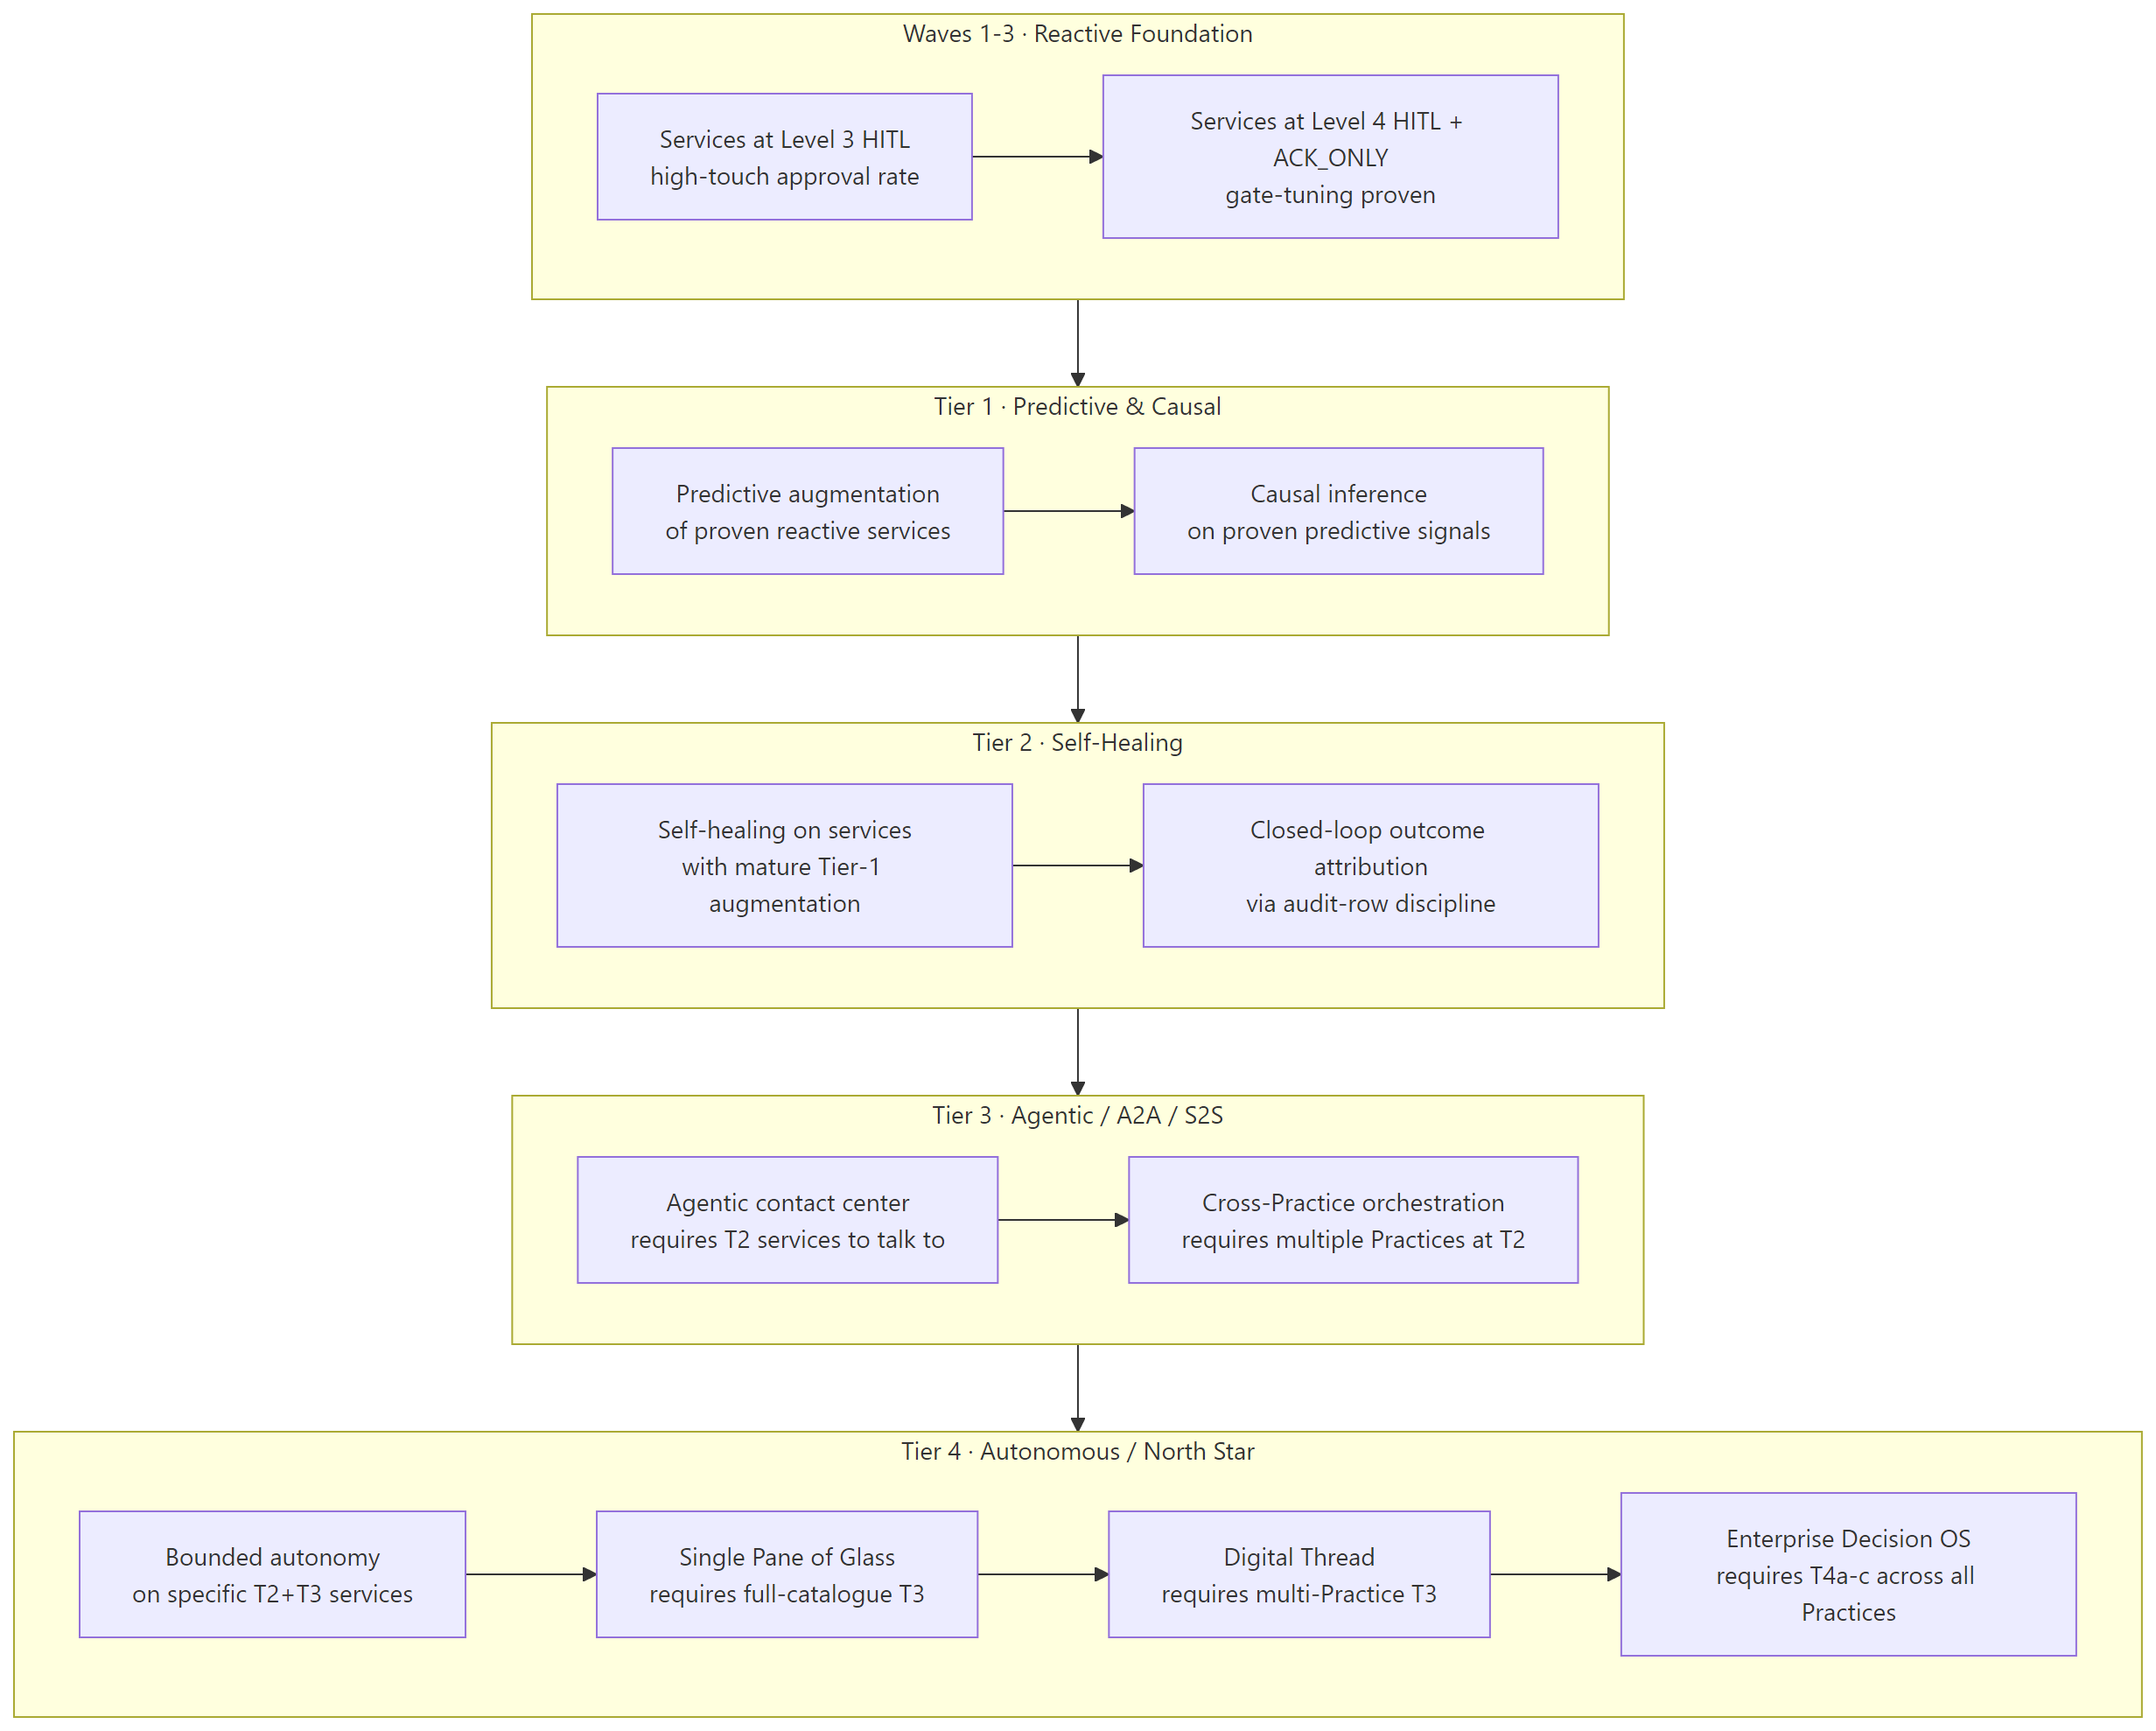 Waves 1-3 · Reactive Foundation
Services at Level 3 HITL
high-touch approval rate
Services at Level 4 HITL +
ACK_ONLY
gate-tuning proven
Tier 1 · Predictive & Causal
Predictive augmentation
of proven reactive services
Causal inference
on proven predictive signals
Tier 2 · Self-Healing
Self-healing on services
with mature Tier-1
augmentation
Closed-loop outcome
attribution
via audit-row discipline
Tier 3 · Agentic / A2A / S2S
Agentic contact center
requires T2 services to talk to
Cross-Practice orchestration
requires multiple Practices at T2
Tier 4 · Autonomous / North Star
Bounded autonomy
on specific T2+T3 services
Single Pane of Glass
requires full-catalogue T3
Digital Thread
requires multi-Practice T3
Enterprise Decision OS
requires T4a-c across all
Practices